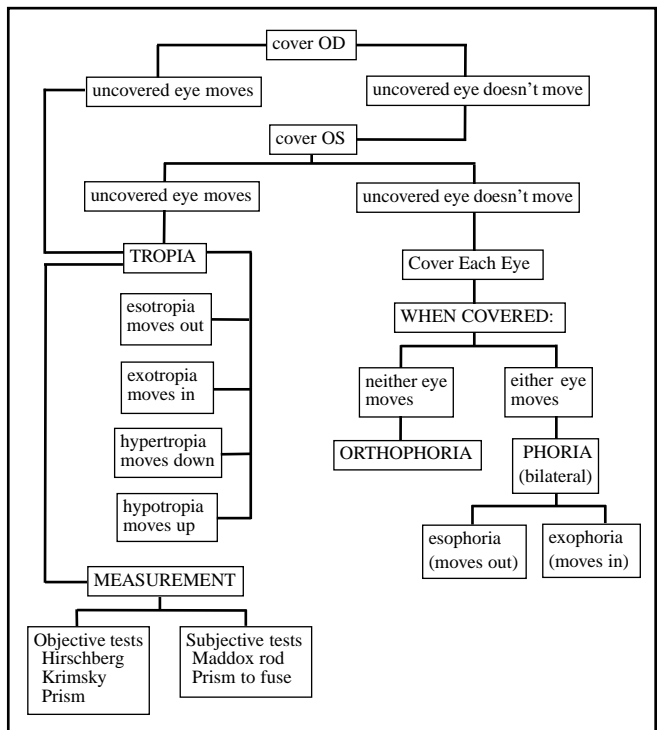 cover OD
uncovered eye moves
uncovered eye doesn't move
cover OS
uncovered eye moves
uncovered eye doesn't move
TROPIA
Cover Each Eye
esotropia
moves out
WHEN COVERED:
exotropia
moves in
neither eye
moves
either eye
moves
hypertropia
moves down
ORTHOPHORIA
PHORIA
(bilateral)
hypotropia
moves up
esophoria
(moves out)
exophoria
(moves in)
MEASUREMENT
Objective tests
Hirschberg
Krimsky
Prism
Subjective tests
Maddox rod
Prism to fuse